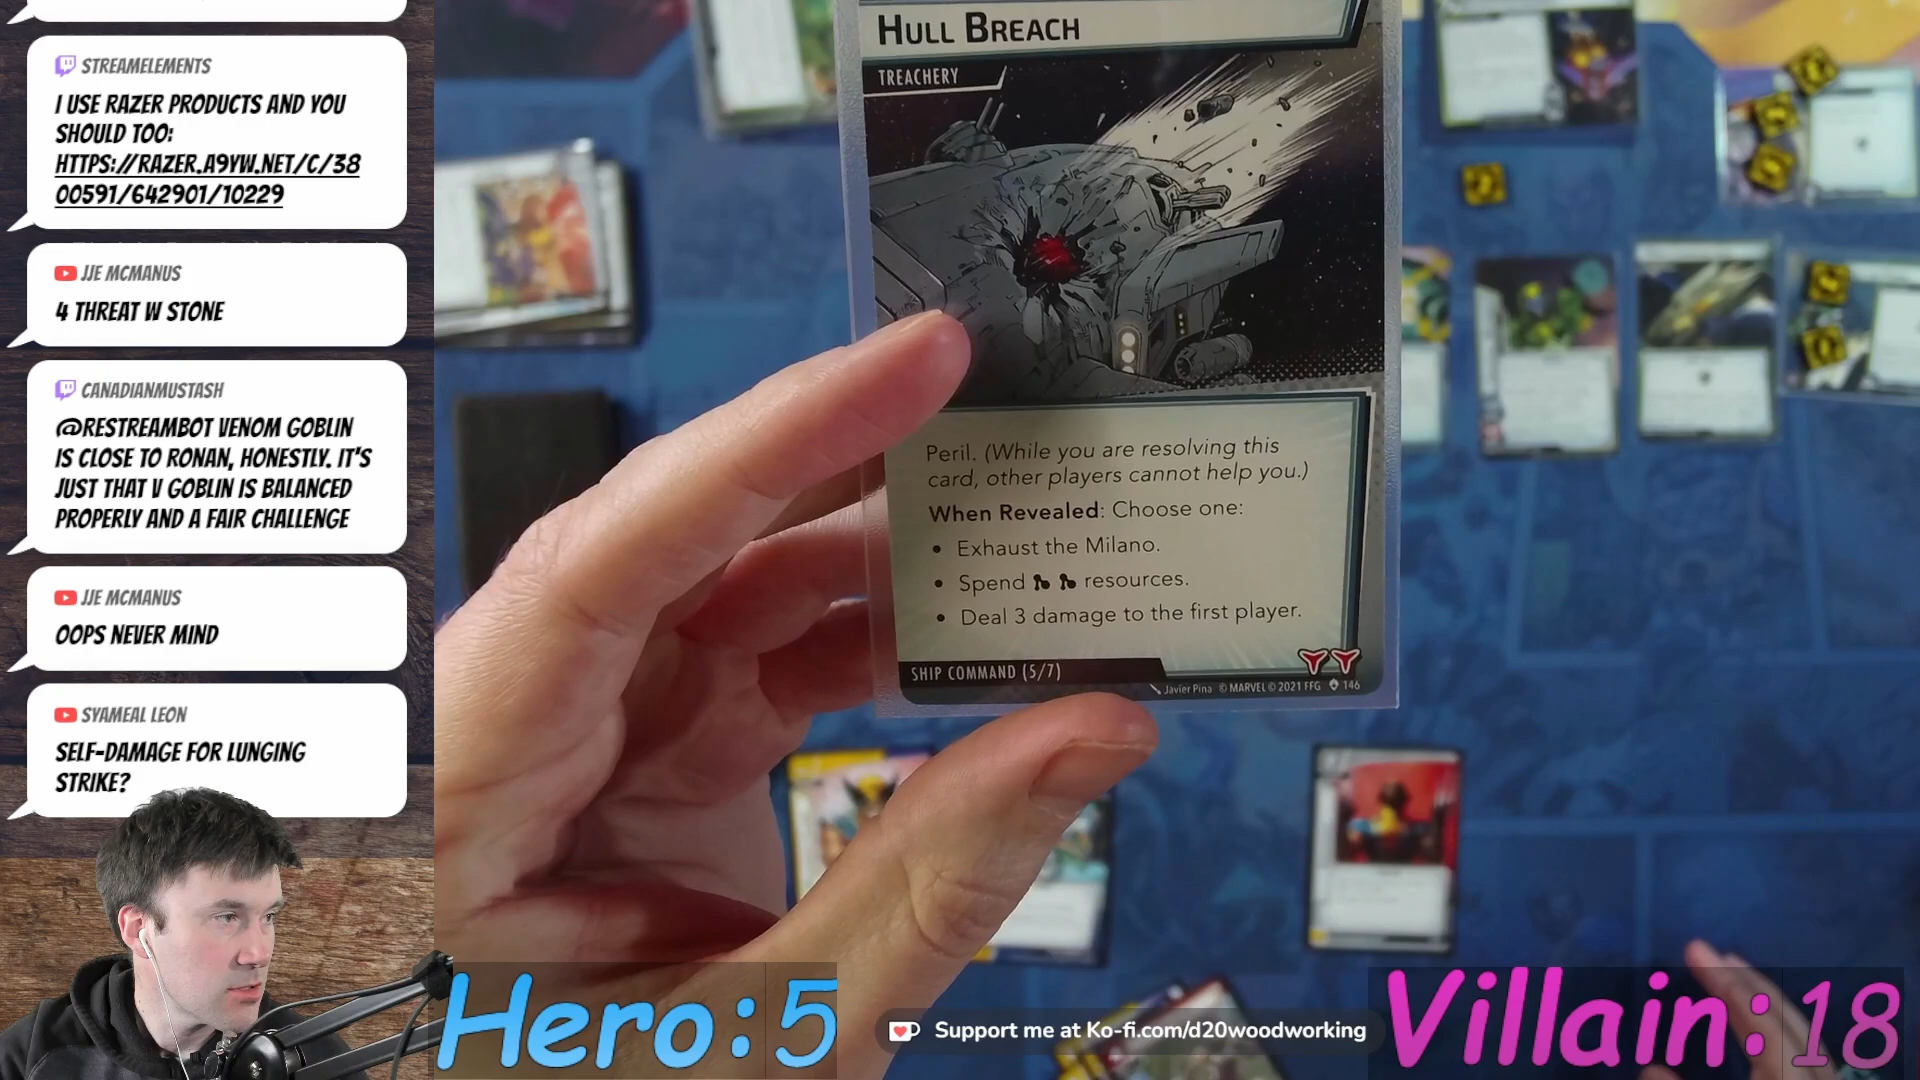 STREAMELEMENTS
I USE RAZER PRODUCTS AND YOU
SHOULD TOO:
HTTPS://RAZER.A9YW.NET/C/38
00591/642901/10229
JJE MCMANUS
4 THREAT W STONE
CANADIANMUSTASH
@RESTREAMBOT VENOM GOBLIN
IS CLOSE TO RONAN, HONESTLY. IT'S
JUST THAT V GOBLIN IS BALANCED
PROPERLY AND A FAIR CHALLENGE
JJE MCMANUS
OOPS NEVER MIND
SYAMEAL LEON
SELF-DAMAGE FOR LUNGING
STRIKE?
HULL BREACH
TREACHERY
Peril. (While you are resolving this
card, other players cannot help you.)
When Revealed: Choose one:
• Exhaust the Milano.
• Spend resources.
• Deal 3 damage to the first player.
SHIP COMMAND (5/7)
Javier Pina © MARVEL © 2021 FFG 146
Hero:5
Support me at Ko-fi.com/d20woodworking
Villain:18